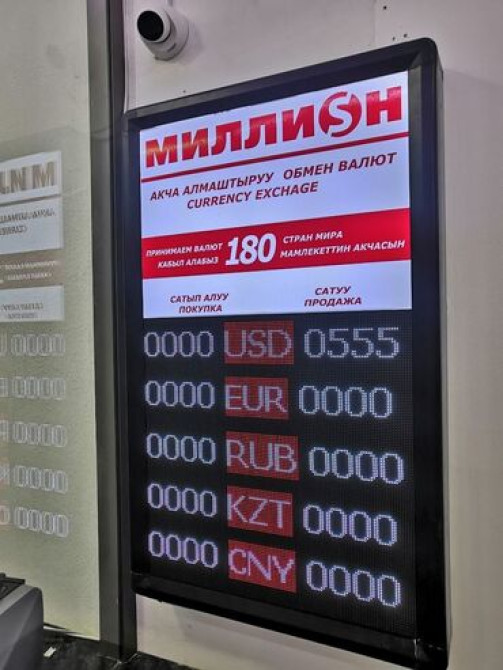 МИЛЛИОН
АКЧА АЛМАШТЫРУУ ОБМЕН ВАЛЮТ
CURRENCY EXCHAGE
ПРИНИМАЕМ ВАЛЮТ 180 СТРАН МИРА
КАБЫЛ АЛАБЫЗ МАМЛЕКЕТТИН АКЧАСЫН
САТЫП АЛУУ САТУУ
ПОКУПКА ПРОДАЖА
0000 USD 0555
0000 EUR 0000
0000 RUB 0000
0000 KZT 0000
0000 CNY 0000